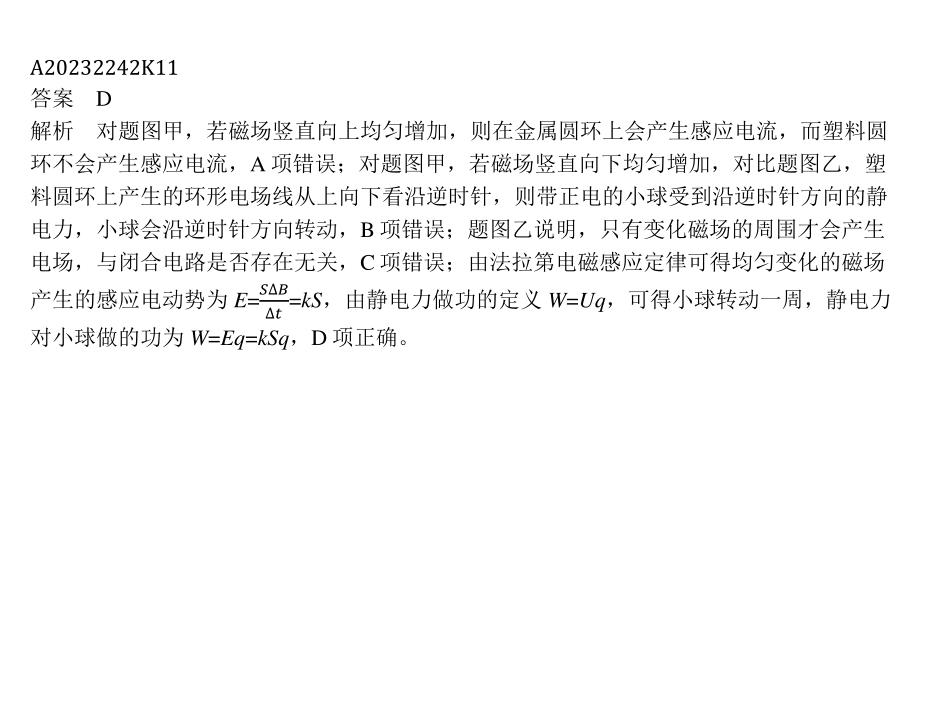 A20232242K11
答案 D
解析 对题图甲，若磁场竖直向上均匀增加，则在金属圆环上会产生感应电流，而塑料圆
环不会产生感应电流，A 项错误；对题图甲，若磁场竖直向下均匀增加，对比题图乙，塑
料圆环上产生的环形电场线从上向下看沿逆时针，则带正电的小球受到沿逆时针方向的静
电力，小球会沿逆时针方向转动，B 项错误；题图乙说明，只有变化磁场的周围才会产生
电场，与闭合电路是否存在无关，C 项错误；由法拉第电磁感应定律可得均匀变化的磁场
产生的感应电动势为 E=SΔB/Δt=kS，由静电力做功的定义 W=Uq，可得小球转动一周，静电力
对小球做的功为 W=Eq=kSq，D 项正确。